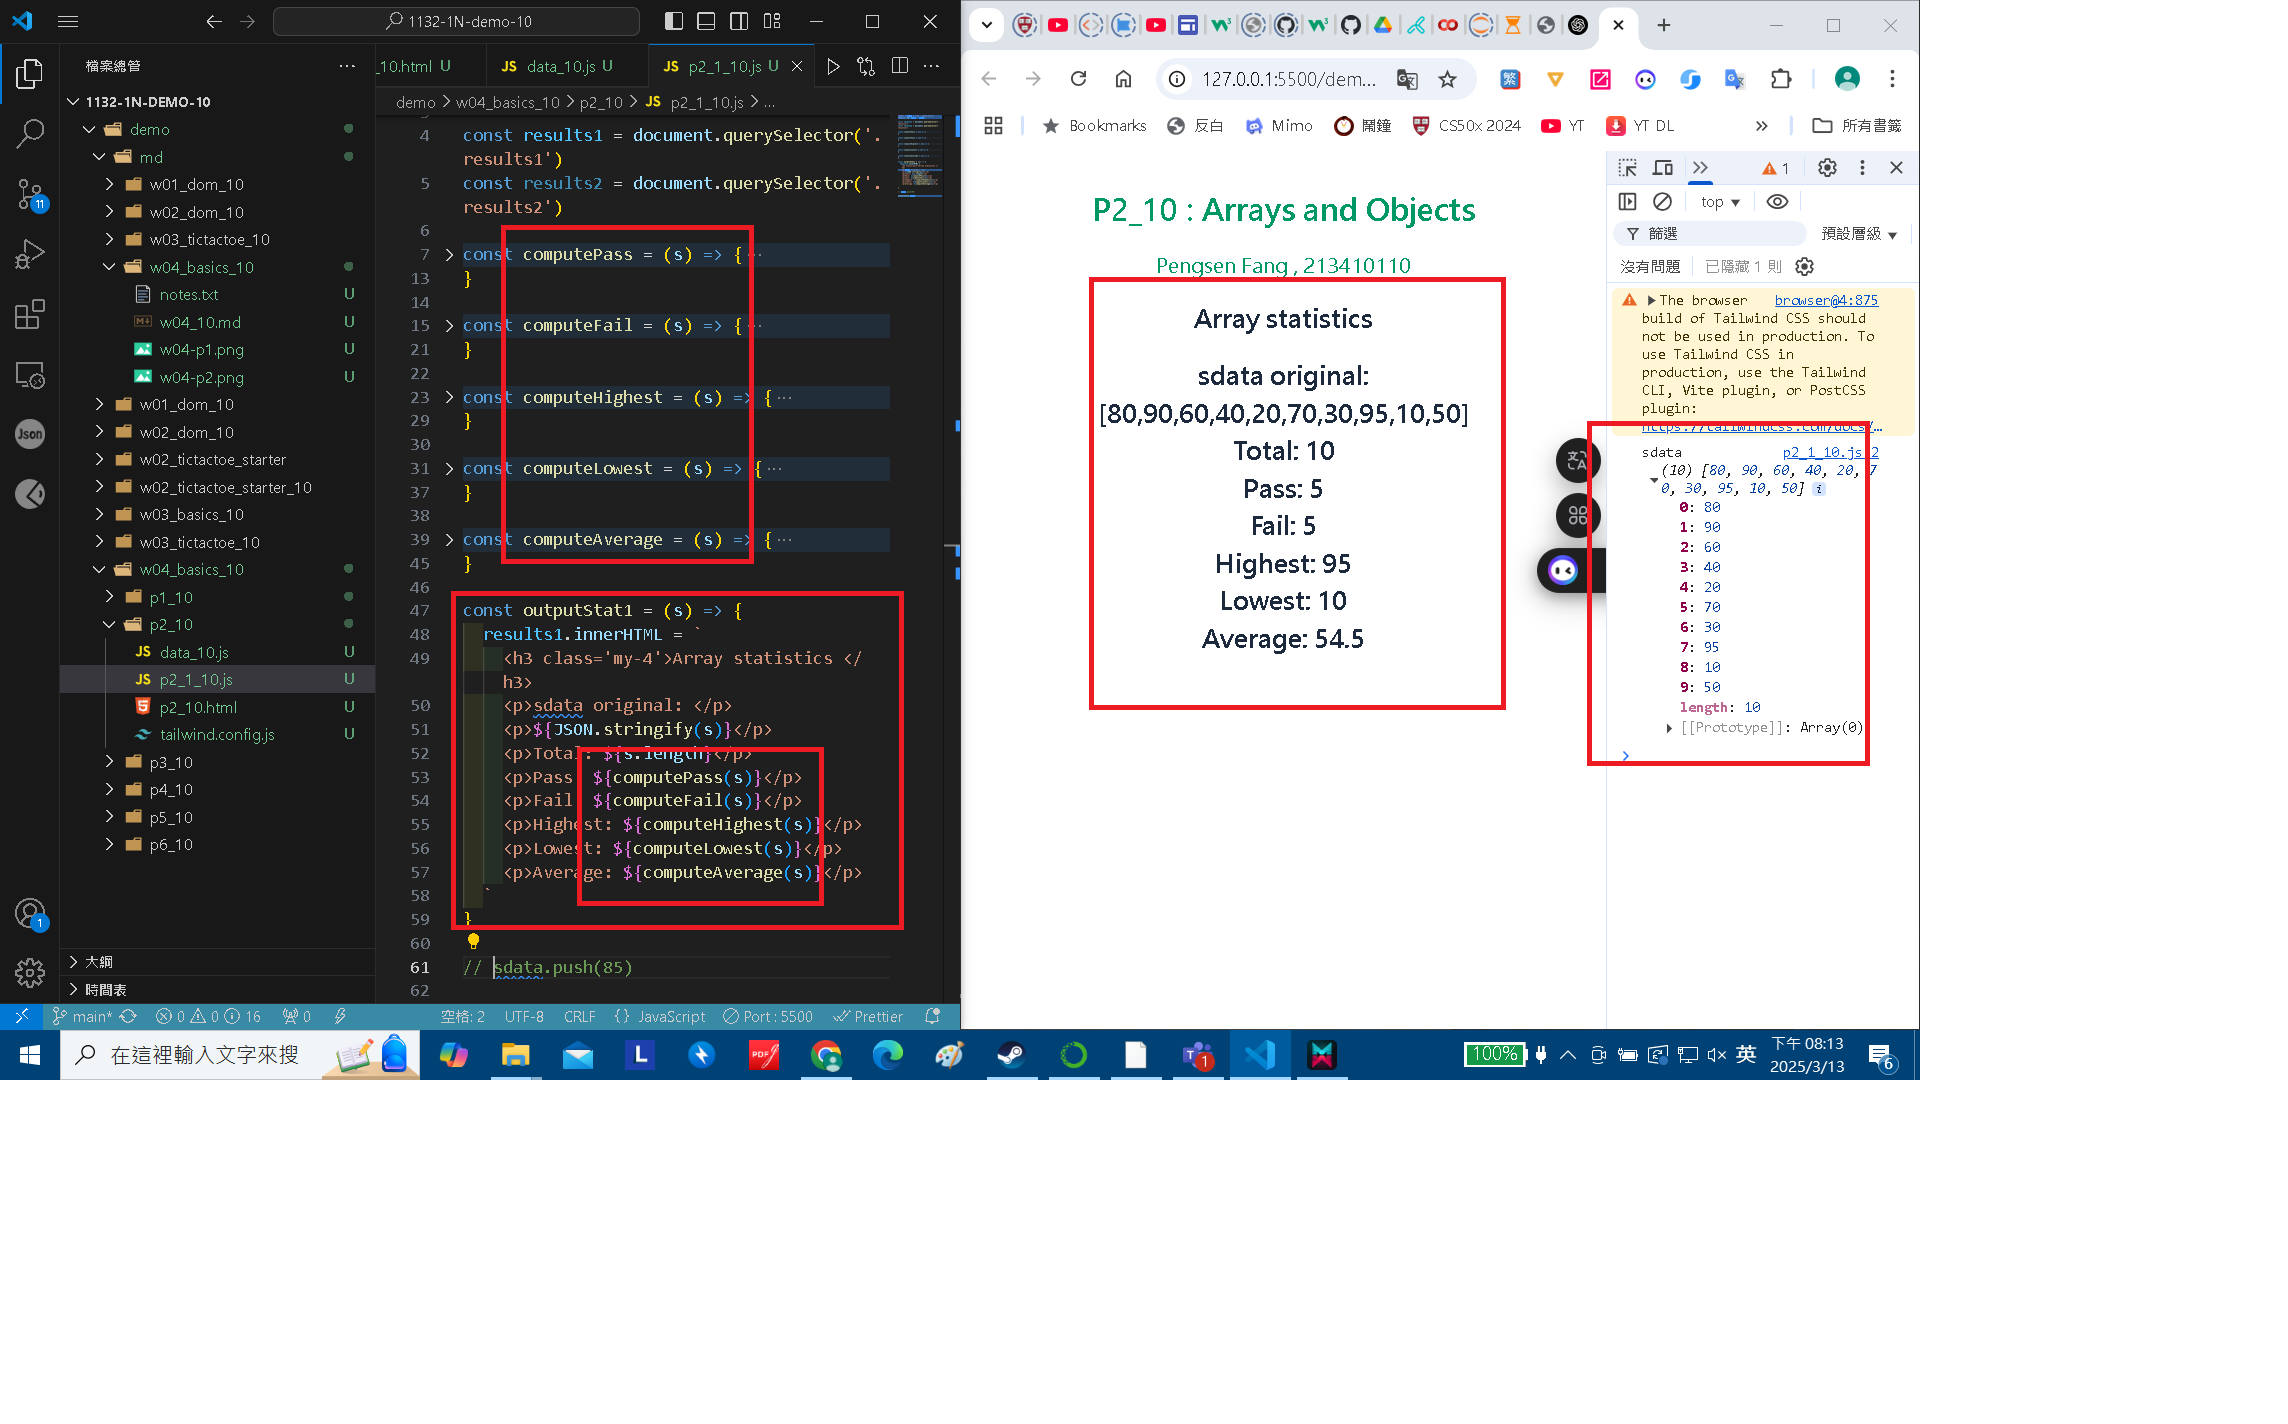 1132-1N-demo-10
檔案總管
1132-1N-DEMO-10
demo
md
w01_dom_10
w02_dom_10
w03_tictactoe_10
w04_basics_10
notes.txt U
w04_10.md U
w04-p1.png U
w04-p2.png U
w01_dom_10
w02_dom_10
w02_tictactoe_starter
w02_tictactoe_starter_10
w03_basics_10
w03_tictactoe_10
w04_basics_10
p1_10
p2_10
JS data_10.js U
JS p2_1_10.js U
p2_10.html U
tailwind.config.js U
p3_10
p4_10
p5_10
p6_10
大綱
時間表
11
Json
1
_10.html U
JS data_10.js U
JS p2_1_10.js U
demo > w04_basics_10 > p2_10 > JS p2_1_10.js > ...
4 const results1 = document.querySelector('.
results1')
5 const results2 = document.querySelector('.
results2')
6
7 const computePass = (s) => {···
13 }
14
15 const computeFail = (s) => {···
21 }
22
23 const computeHighest = (s) => {···
29 }
30
31 const computeLowest = (s) => {···
37 }
38
39 const computeAverage = (s) => {···
45 }
46
47 const outputStat1 = (s) => {
48 results1.innerHTML = `
49 <h3 class='my-4'>Array statistics </
h3>
50 <p>sdata original: </p>
51 <p>${JSON.stringify(s)}</p>
52 <p>Total: ${s.length}</p>
53 <p>Pass: ${computePass(s)}</p>
54 <p>Fail: ${computeFail(s)}</p>
55 <p>Highest: ${computeHighest(s)}</p>
56 <p>Lowest: ${computeLowest(s)}</p>
57 <p>Average: ${computeAverage(s)}</p>
58 `
59 }
60
61 // sdata.push(85)
62
main* 0 0 16 0 空格: 2 UTF-8 CRLF {} JavaScript Port : 5500 Prettier
127.0.0.1:5500/dem...
Bookmarks 反白 Mimo 鬧鐘 CS50x 2024 YT YT DL 所有書籤
P2_10 : Arrays and Objects
Pengsen Fang , 213410110
Array statistics
sdata original:
[80,90,60,40,20,70,30,95,10,50]
Total: 10
Pass: 5
Fail: 5
Highest: 95
Lowest: 10
Average: 54.5
1
top
篩選 預設層級
沒有問題 已隱藏 1 則
The browser browser@4:875
build of Tailwind CSS should
not be used in production. To
use Tailwind CSS in
production, use the Tailwind
CLI, Vite plugin, or PostCSS
plugin:
https://tailwindcss.com/docs/…
sdata p2_1_10.js:2
(10) [80, 90, 60, 40, 20, 7
0, 30, 95, 10, 50] i
0: 80
1: 90
2: 60
3: 40
4: 20
5: 70
6: 30
7: 95
8: 10
9: 50
length: 10
[[Prototype]]: Array(0)
在這裡輸入文字來搜
L
PDF
1
100%
英
下午 08:13
2025/3/13
6